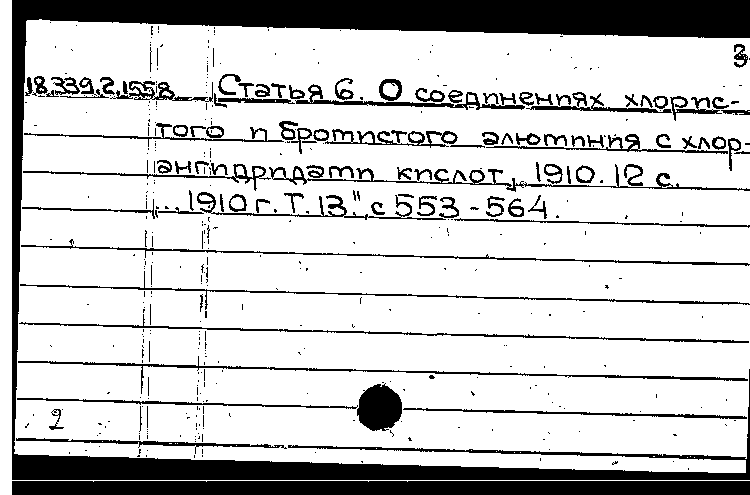 3
18.339.2.1558 Статья 6. О соединениях хлорис-
того и бромистого алюминия с хлор-
ангидридами кислот, 1910. 12 с.
...1910 г. Т. 13.", с 553-564.
2